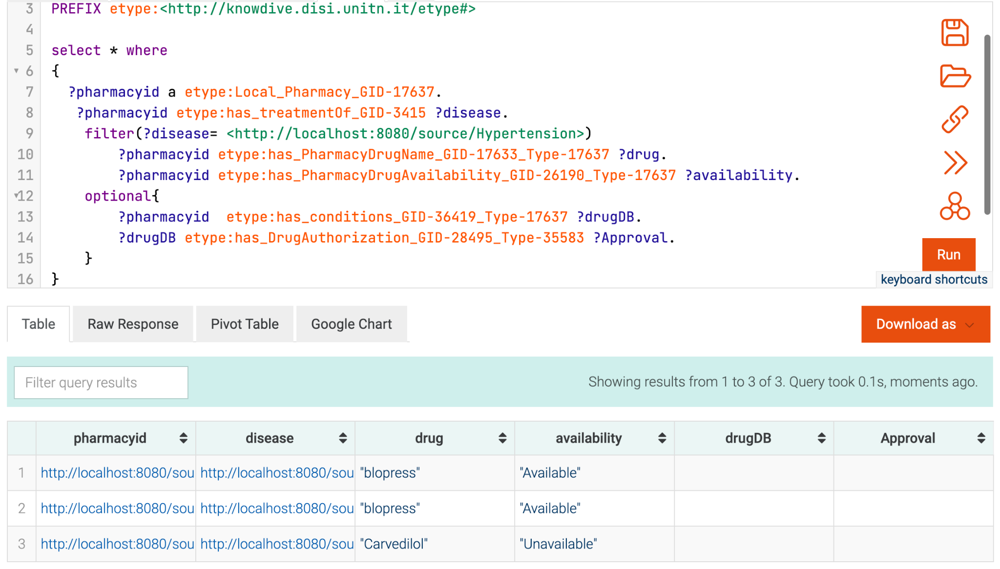 3 PREFIX etype:<http://knowdive.disi.unitn.it/etype#>
4
5 select * where
6 {
7 ?pharmacyid a etype:Local_Pharmacy_GID-17637.
8 ?pharmacyid etype:has_treatmentOf_GID-3415 ?disease.
9 filter(?disease= <http://localhost:8080/source/Hypertension>)
10 ?pharmacyid etype:has_PharmacyDrugName_GID-17633_Type-17637 ?drug.
11 ?pharmacyid etype:has_PharmacyDrugAvailability_GID-26190_Type-17637 ?availability.
12 optional{
13 ?pharmacyid  etype:has_conditions_GID-36419_Type-17637 ?drugDB.
14 ?drugDB etype:has_DrugAuthorization_GID-28495_Type-35583 ?Approval.
15 }
16 }
Run
keyboard shortcuts
Table Raw Response Pivot Table Google Chart Download as
Filter query results Showing results from 1 to 3 of 3. Query took 0.1s, moments ago.
pharmacyid disease drug availability drugDB Approval
1 http://localhost:8080/sou http://localhost:8080/sou "blopress" "Available"
2 http://localhost:8080/sou http://localhost:8080/sou "blopress" "Available"
3 http://localhost:8080/sou http://localhost:8080/sou "Carvedilol" "Unavailable"